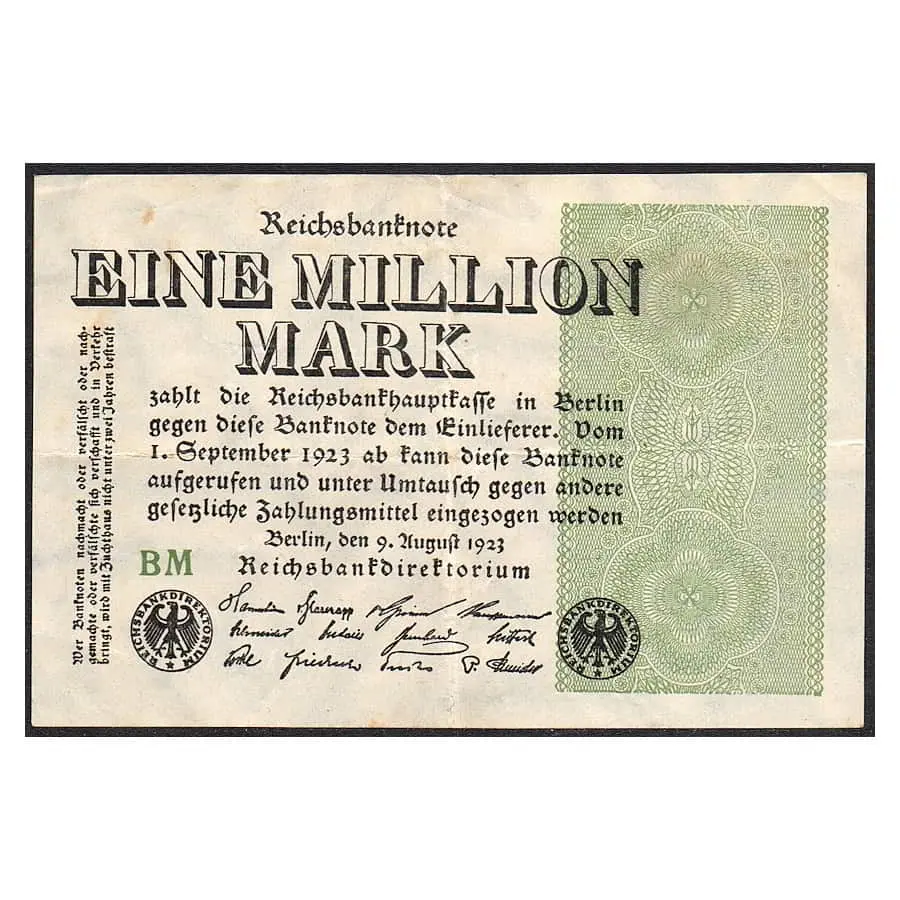 Reichsbanknote
EINE MILLION
MARK
zahlt die Reichsbankhauptkasse in Berlin
gegen diese Banknote dem Einlieferer. Vom
1. September 1923 ab kann diese Banknote
aufgerufen und unter Umtausch gegen andere
gesetzliche Zahlungsmittel eingezogen werden
Berlin, den 9. August 1923
Reichsbankdirektorium
BM
Wer Banknoten nachmacht oder verfälscht oder nach-
gemachte oder verfälschte sich verschafft und in Verkehr
bringt, wird mit Zuchthaus nicht unter zwei Jahren bestraft
REICHSBANKDIREKTORIUM
REICHSBANKDIREKTORIUM